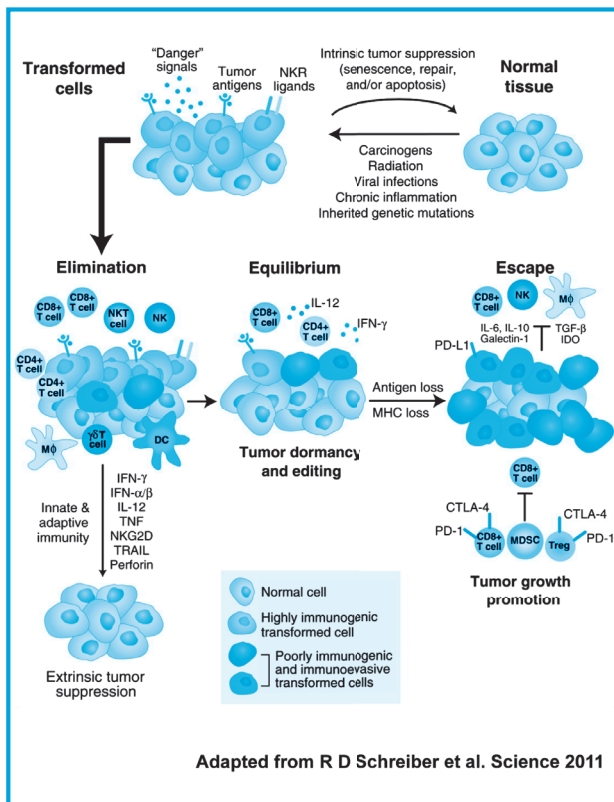 Transformed
cells
"Danger"
signals
Tumor
antigens
NKR
ligands
Intrinsic tumor suppression
(senescence, repair,
and/or apoptosis)
Normal
tissue
Carcinogens
Radiation
Viral infections
Chronic inflammation
Inherited genetic mutations
Elimination
CD8+
T cell
CD8+
T cell
NKT
cell
NK
CD4+
T cell
CD4+
T cell
Mϕ
γδT
cell
DC
Innate &
adaptive
immunity
IFN-γ
IFN-α/β
IL-12
TNF
NKG2D
TRAIL
Perforin
Extrinsic tumor
suppression
Equilibrium
CD8+
T cell
IL-12
CD4+
T cell
IFN-γ
Tumor dormancy
and editing
Antigen loss
MHC loss
Escape
CD8+
T cell
NK
Mϕ
PD-L1
IL-6, IL-10
Galectin-1
TGF-β
IDO
CD8+
T cell
CTLA-4
PD-1
CD8+
T cell
MDSC
Treg
CTLA-4
PD-1
Tumor growth
promotion
Normal cell
Highly immunogenic
transformed cell
Poorly immunogenic
and immunoevasive
transformed cells
Adapted from R D Schreiber et al. Science 2011